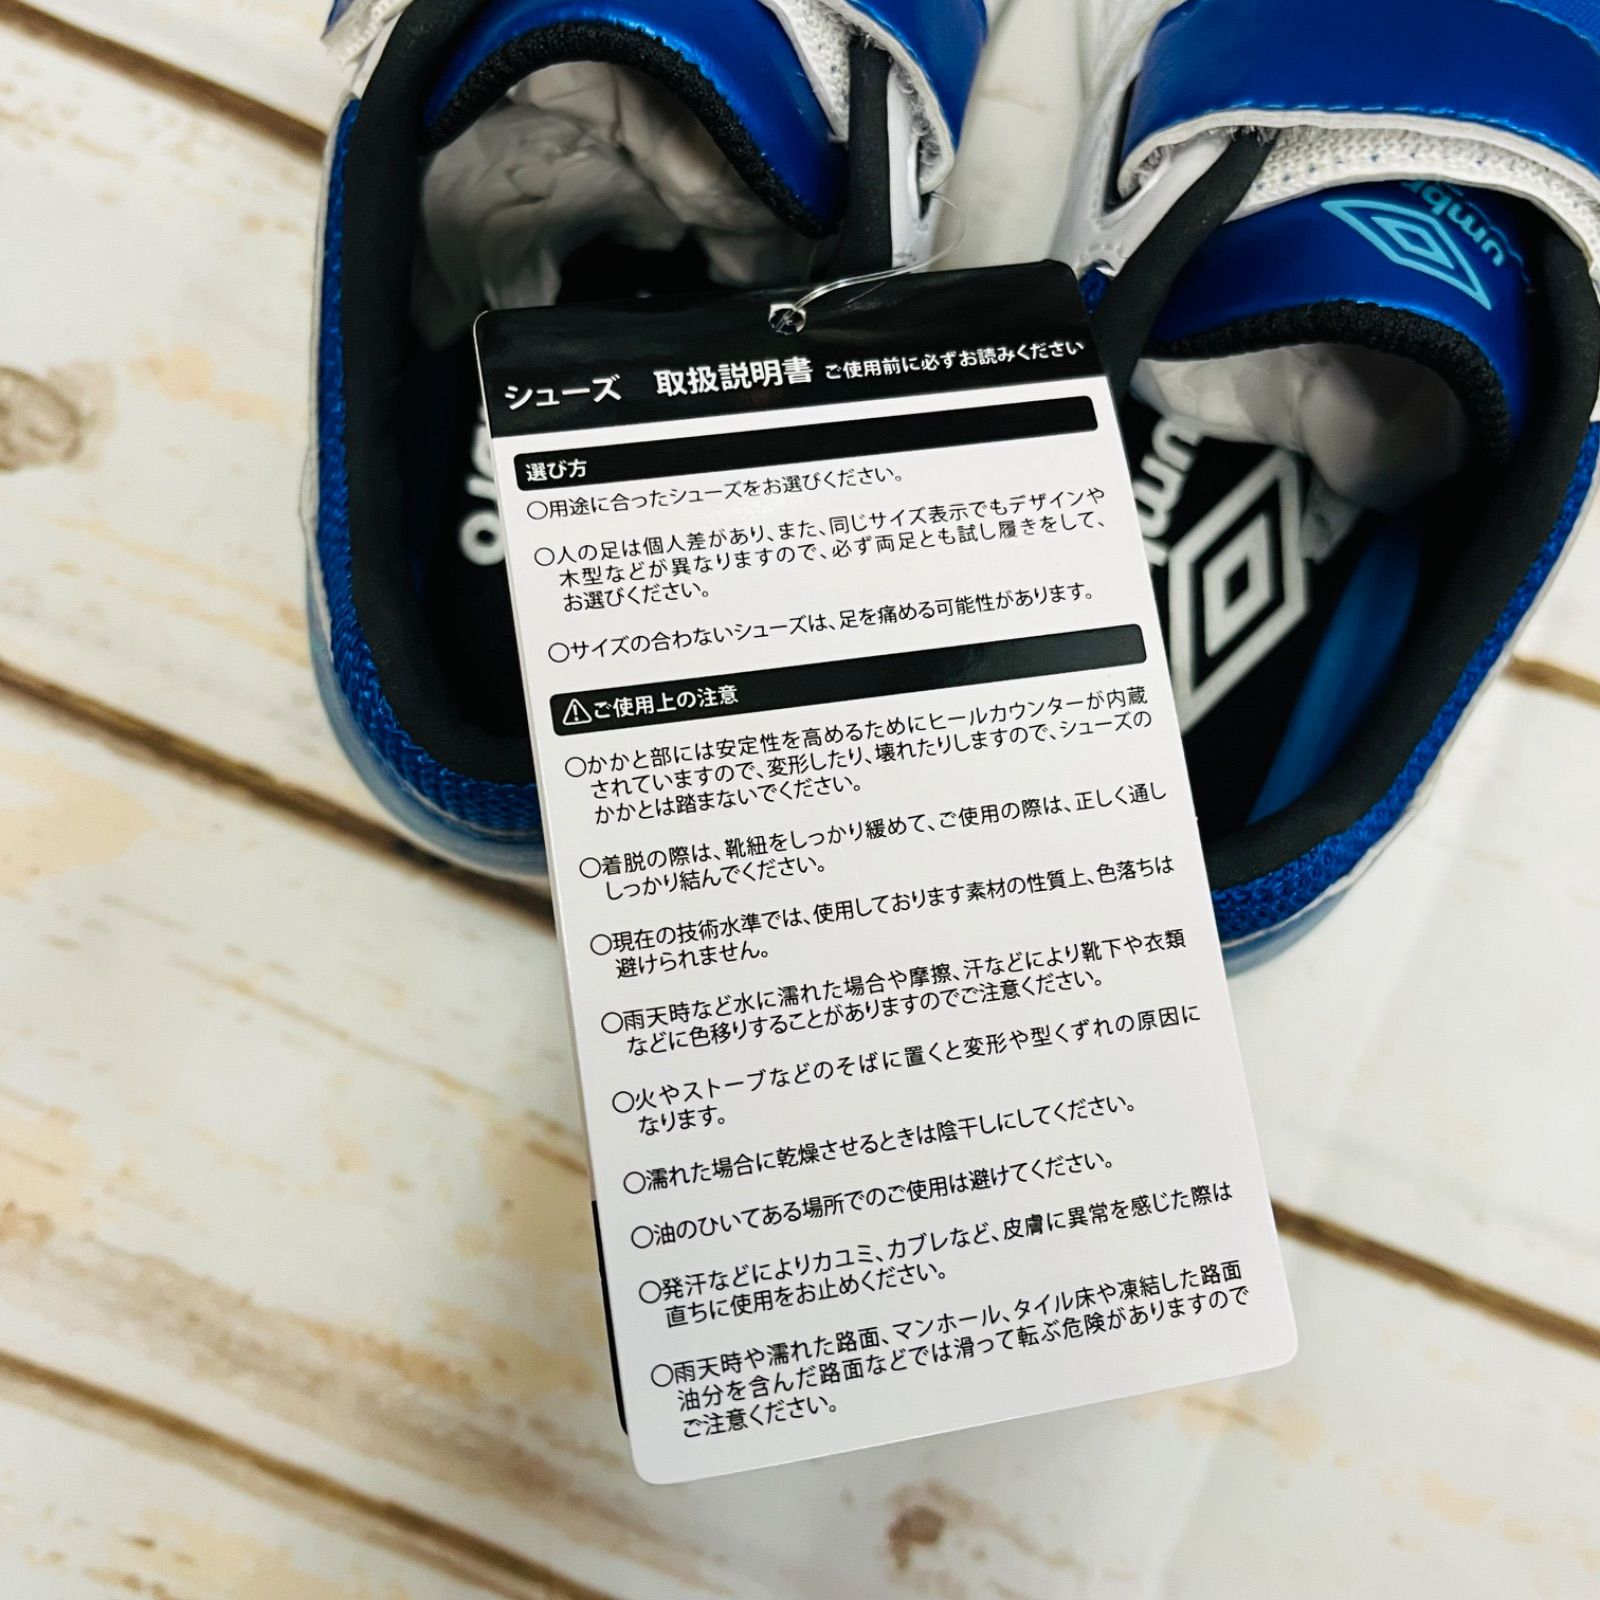 umbro
シューズ 取扱説明書 ご使用前に必ずお読みください
選び方
○用途に合ったシューズをお選びください。
○人の足は個人差があり、また、同じサイズ表示でもデザインや
木型などが異なりますので、必ず両足とも試し履きをして、
お選びください。
○サイズの合わないシューズは、足を痛める可能性があります。
ご使用上の注意
○かかと部には安定性を高めるためにヒールカウンターが内蔵
されていますので、変形したり、壊れたりしますので、シューズの
かかとは踏まないでください。
○着脱の際は、靴紐をしっかり緩めて、ご使用の際は、正しく通し
しっかり結んでください。
○現在の技術水準では、使用しております素材の性質上、色落ちは
避けられません。
○雨天時など水に濡れた場合や摩擦、汗などにより靴下や衣類
などに色移りすることがありますのでご注意ください。
○火やストーブなどのそばに置くと変形や型くずれの原因に
なります。
○濡れた場合に乾燥させるときは陰干しにしてください。
○油のひいてある場所でのご使用は避けてください。
○発汗などによりカユミ、カブレなど、皮膚に異常を感じた際は
直ちに使用をお止めください。
○雨天時や濡れた路面、マンホール、タイル床や凍結した路面
油分を含んだ路面などでは滑って転ぶ危険がありますので
ご注意ください。